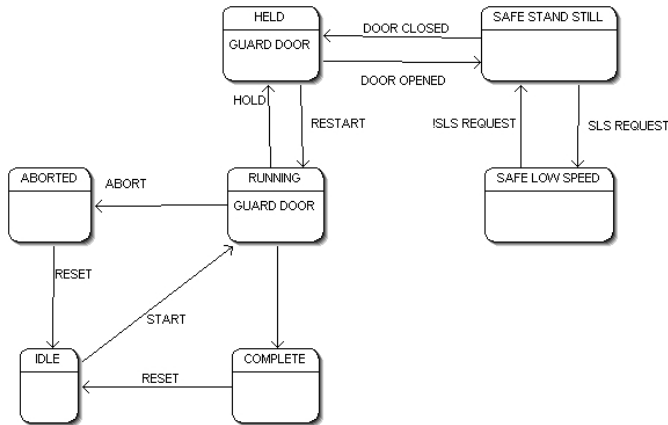 HELD
SAFE STAND STILL
DOOR CLOSED
GUARD DOOR
DOOR OPENED
HOLD
RESTART
!SLS REQUEST
SLS REQUEST
ABORTED
ABORT
RUNNING
GUARD DOOR
SAFE LOW SPEED
RESET
START
IDLE
COMPLETE
RESET